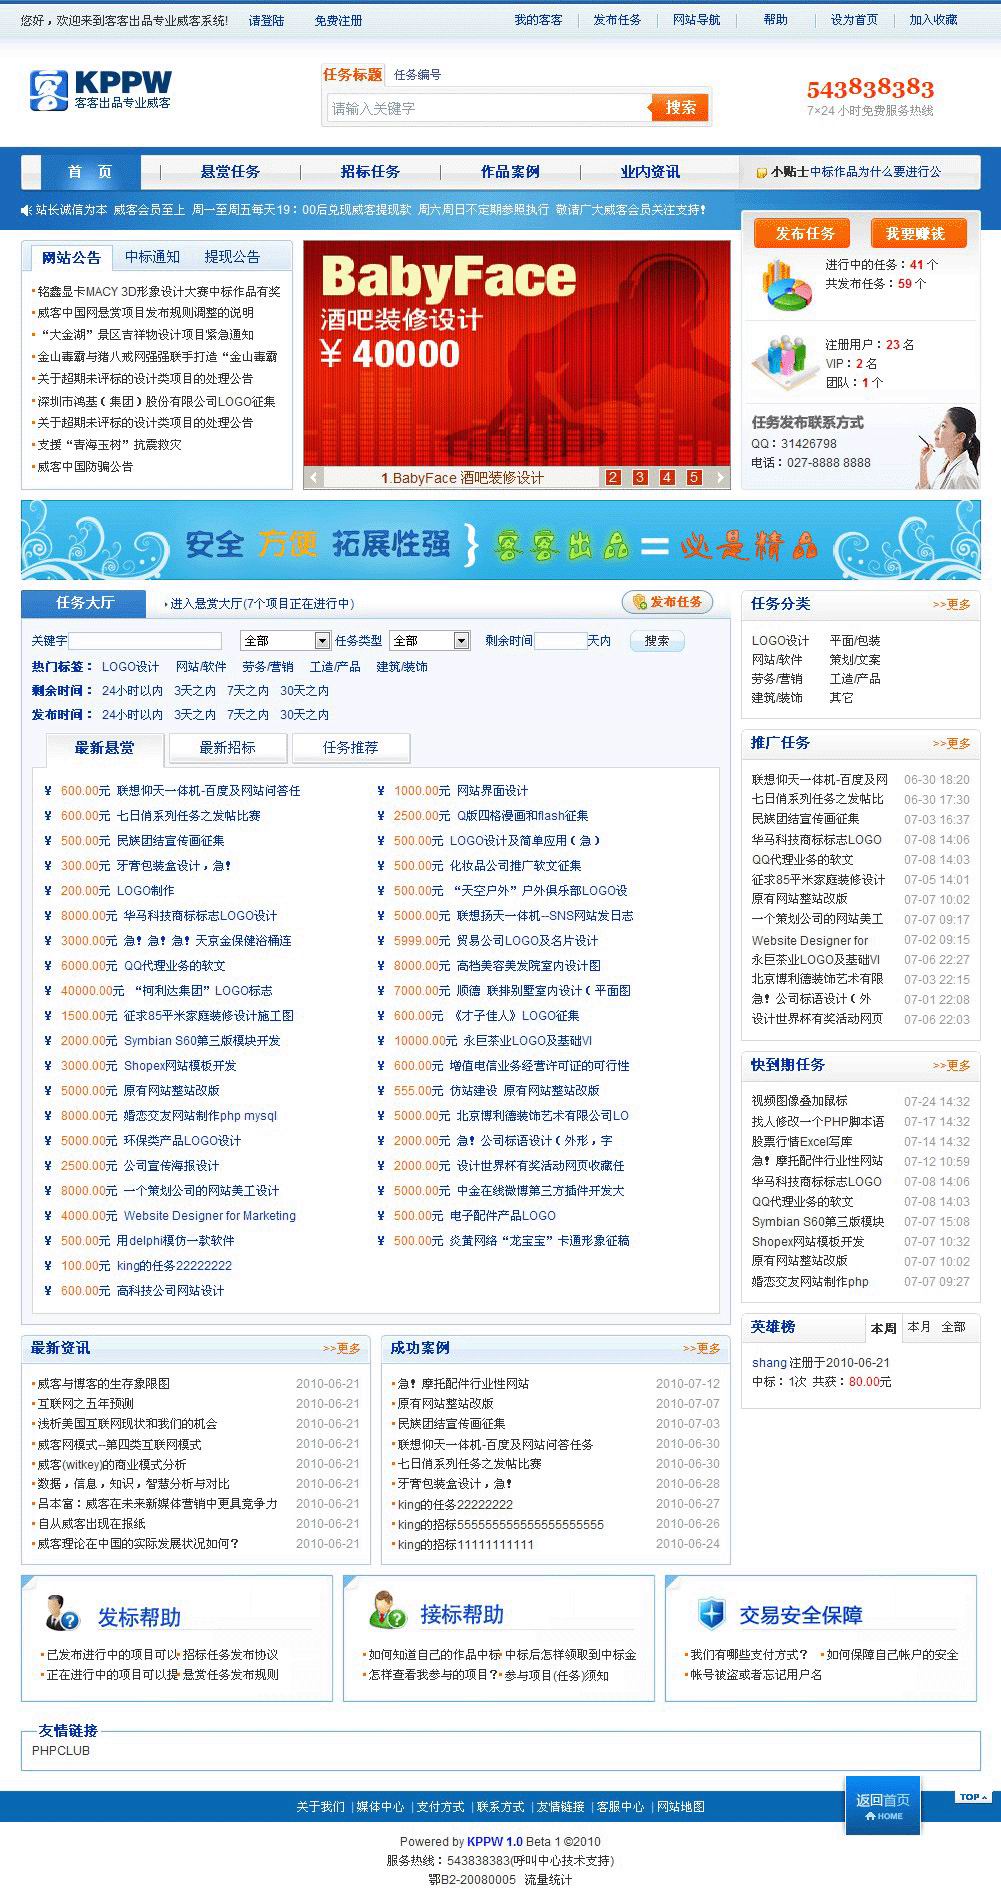 您好，欢迎来到客客出品专业威客系统! 请登陆 免费注册 我的客客 发布任务 网站导航 帮助 设为首页 加入收藏
KPPW
客客出品专业威客
任务标题 任务编号
请输入关键字 搜索
543838383
7×24 小时免费服务热线
首 页 悬赏任务 招标任务 作品案例 业内资讯 小贴士中标作品为什么要进行公
站长诚信为本 威客会员至上 周一至周五每天19：00后兑现威客提现款 周六周日不定期参照执行 敬请广大威客会员关注支持！
发布任务 我要赚钱
进行中的任务：41 个
共发布任务：59 个
注册用户：23 名
VIP：2 名
团队：1 个
任务发布联系方式
QQ：31426798
电话：027-8888 8888
网站公告 中标通知 提现公告
铭鑫显卡MACY 3D形象设计大赛中标作品有奖
威客中国网悬赏项目发布规则调整的说明
“大金湖”景区吉祥物设计项目紧急通知
金山毒霸与猪八戒网强强联手打造“金山毒霸
关于超期未评标的设计类项目的处理公告
深圳市鸿基（集团）股份有限公司LOGO征集
关于超期未评标的设计类项目的处理公告
支援“青海玉树”抗震救灾
威客中国防骗公告
BabyFace
酒吧装修设计
¥ 40000
1.BabyFace 酒吧装修设计 2 3 4 5
安全 方便 拓展性强 } 客客出品 = 必是精品
任务大厅 进入悬赏大厅(7个项目正在进行中) 发布任务
关键字 全部 任务类型 全部 剩余时间 天内 搜索
热门标签： LOGO设计 网站/软件 劳务/营销 工造/产品 建筑/装饰
剩余时间： 24小时以内 3天之内 7天之内 30天之内
发布时间： 24小时以内 3天之内 7天之内 30天之内
最新悬赏 最新招标 任务推荐
¥ 600.00元 联想仰天一体机-百度及网站问答任
¥ 600.00元 七日俏系列任务之发帖比赛
¥ 500.00元 民族团结宣传画征集
¥ 300.00元 牙膏包装盒设计，急！
¥ 200.00元 LOGO制作
¥ 8000.00元 华马科技商标标志LOGO设计
¥ 3000.00元 急！急！急！天京金保健浴桶连
¥ 6000.00元 QQ代理业务的软文
¥ 40000.00元 “柯利达集团”LOGO标志
¥ 1500.00元 征求85平米家庭装修设计施工图
¥ 2000.00元 Symbian S60第三版模块开发
¥ 3000.00元 Shopex网站模板开发
¥ 5000.00元 原有网站整站改版
¥ 8000.00元 婚恋交友网站制作php mysql
¥ 5000.00元 环保类产品LOGO设计
¥ 2500.00元 公司宣传海报设计
¥ 8000.00元 一个策划公司的网站美工设计
¥ 4000.00元 Website Designer for Marketing
¥ 500.00元 用delphi模仿一款软件
¥ 100.00元 king的任务22222222
¥ 600.00元 高科技公司网站设计
¥ 1000.00元 网站界面设计
¥ 2500.00元 Q版四格漫画和flash征集
¥ 500.00元 LOGO设计及简单应用（急）
¥ 500.00元 化妆品公司推广软文征集
¥ 500.00元 “天空户外”户外俱乐部LOGO设
¥ 5000.00元 联想扬天一体机--SNS网站发日志
¥ 5999.00元 贸易公司LOGO及名片设计
¥ 8000.00元 高档美容美发院室内设计图
¥ 7000.00元 顺德 联排别墅室内设计（平面图
¥ 600.00元 《才子佳人》LOGO征集
¥ 10000.00元 永巨茶业LOGO及基础VI
¥ 600.00元 增值电信业务经营许可证的可行性
¥ 555.00元 仿站建设 原有网站整站改版
¥ 5000.00元 北京博利德装饰艺术有限公司LO
¥ 2000.00元 急！公司标语设计（外形，字
¥ 2000.00元 设计世界杯有奖活动网页收藏任
¥ 5000.00元 中金在线微博第三方插件开发大
¥ 500.00元 电子配件产品LOGO
¥ 500.00元 炎黄网络“龙宝宝”卡通形象征稿
任务分类 >>更多
LOGO设计 平面/包装
网站/软件 策划/文案
劳务/营销 工造/产品
建筑/装饰 其它
推广任务 >>更多
联想仰天一体机-百度及网 06-30 18:20
七日俏系列任务之发帖比 06-30 17:30
民族团结宣传画征集 07-03 16:37
华马科技商标标志LOGO 07-08 14:06
QQ代理业务的软文 07-08 14:03
征求85平米家庭装修设计 07-05 14:01
原有网站整站改版 07-07 10:02
一个策划公司的网站美工 07-07 09:17
Website Designer for 07-02 09:15
永巨茶业LOGO及基础VI 07-06 22:27
北京博利德装饰艺术有限 07-03 22:15
急！公司标语设计（外 07-01 22:08
设计世界杯有奖活动网页 07-06 22:03
快到期任务 >>更多
视频图像叠加鼠标 07-24 14:32
找人修改一个PHP脚本语 07-17 14:32
股票行情Excel写库 07-14 14:32
急！摩托配件行业性网站 07-12 10:59
华马科技商标标志LOGO 07-08 14:06
QQ代理业务的软文 07-08 14:03
Symbian S60第三版模块 07-07 15:08
Shopex网站模板开发 07-07 10:32
原有网站整站改版 07-07 10:02
婚恋交友网站制作php 07-07 09:27
英雄榜 本周 本月 全部
shang 注册于2010-06-21
中标：1次 共获：80.00元
最新资讯 >>更多
威客与博客的生存象限图 2010-06-21
互联网之五年预测 2010-06-21
浅析美国互联网现状和我们的机会 2010-06-21
威客网模式--第四类互联网模式 2010-06-21
威客(witkey)的商业模式分析 2010-06-21
数据，信息，知识，智慧分析与对比 2010-06-21
吕本富：威客在未来新媒体营销中更具竞争力 2010-06-21
自从威客出现在报纸 2010-06-21
威客理论在中国的实际发展状况如何？ 2010-06-21
成功案例 >>更多
急！摩托配件行业性网站 2010-07-12
原有网站整站改版 2010-07-07
民族团结宣传画征集 2010-07-03
联想仰天一体机-百度及网站问答任务 2010-06-30
七日俏系列任务之发帖比赛 2010-06-30
牙膏包装盒设计，急！ 2010-06-28
king的任务22222222 2010-06-27
king的招标555555555555555555555 2010-06-26
king的招标11111111111 2010-06-24
发标帮助
已发布进行中的项目可以 招标任务发布协议
正在进行中的项目可以提 悬赏任务发布规则
接标帮助
如何知道自己的作品中标 中标后怎样领取到中标金
怎样查看我参与的项目？ 参与项目(任务)须知
交易安全保障
我们有哪些支付方式？ 如何保障自己帐户的安全
帐号被盗或者忘记用户名
友情链接
PHPCLUB
关于我们 | 媒体中心 | 支付方式 | 联系方式 | 友情链接 | 客服中心 | 网站地图
返回首页
HOME
TOP
Powered by KPPW 1.0 Beta 1 ©2010
服务热线：543838383(呼叫中心技术支持)
鄂B2-20080005 流量统计